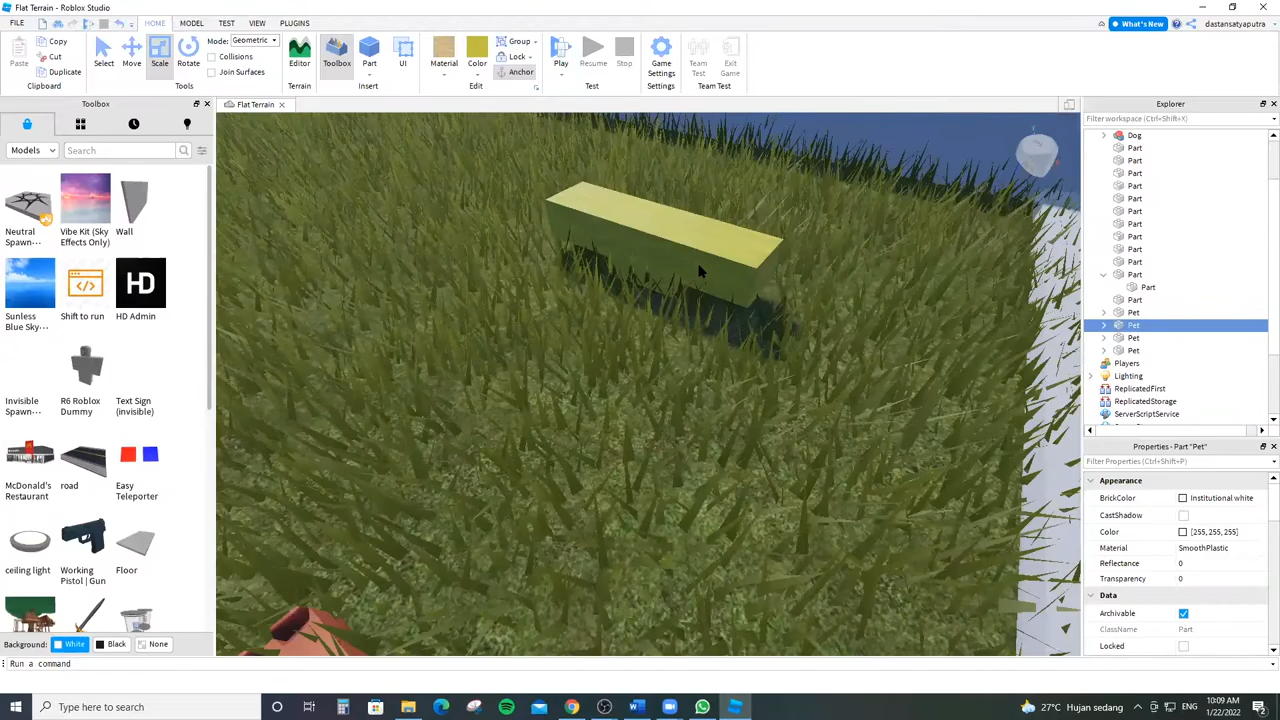 Flat Terrain - Roblox Studio
FILE
HOME
MODEL
TEST
VIEW
PLUGINS
What's New
dastansatyaputra
Paste
Copy
Cut
Duplicate
Clipboard
Select
Move
Scale
Rotate
Mode: Geometric
Collisions
Join Surfaces
Tools
Editor
Terrain
Toolbox
Part
UI
Insert
Material
Color
Group
Lock
Anchor
Edit
Play
Resume
Stop
Test
Game Settings
Settings
Team Test
Exit Game
Team Test
Toolbox
Flat Terrain
Models
Search
Neutral Spawn...
Vibe Kit (Sky Effects Only)
Wall
Sunless Blue Sky...
Shift to run
HD
HD Admin
Invisible Spawn...
R6 Roblox Dummy
Text Sign (invisible)
McDonald's Restaurant
road
Easy Teleporter
ceiling light
Working Pistol | Gun
Floor
Background: White Black None
Run a command
Explorer
Filter workspace (Ctrl+Shift+X)
Dog
Part
Part
Part
Part
Part
Part
Part
Part
Part
Part
Part
Part
Part
Pet
Pet
Pet
Pet
Players
Lighting
ReplicatedFirst
ReplicatedStorage
ServerScriptService
Properties - Part "Pet"
Filter Properties (Ctrl+Shift+P)
Appearance
BrickColor Institutional white
CastShadow
Color [255, 255, 255]
Material SmoothPlastic
Reflectance 0
Transparency 0
Data
Archivable
ClassName Part
Locked
Type here to search
27°C Hujan sedang
ENG
10:09 AM
1/22/2022